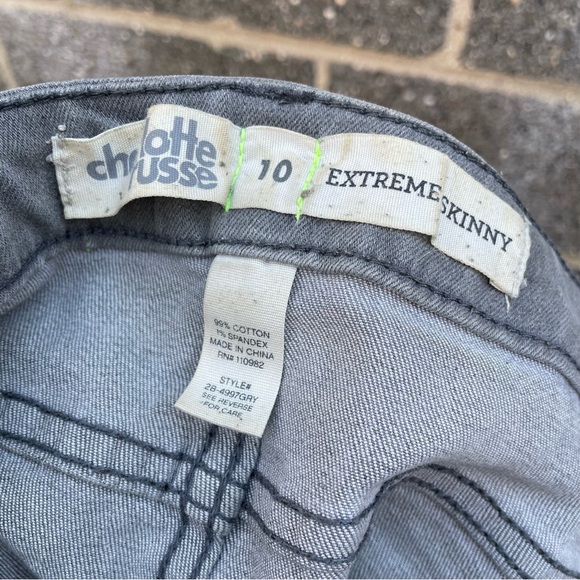 charlotte
russe
10
EXTREME SKINNY
99% COTTON
1% SPANDEX
MADE IN CHINA
RN# 110982
STYLE#
2B-4997GRY
SEE REVERSE
FOR CARE